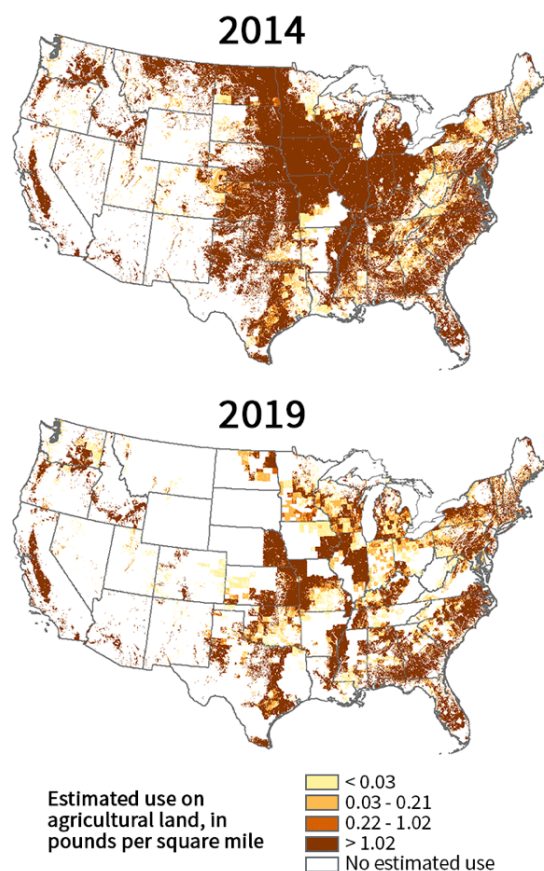 2014
2019
Estimated use on
agricultural land, in
pounds per square mile
< 0.03
0.03 - 0.21
0.22 - 1.02
> 1.02
No estimated use